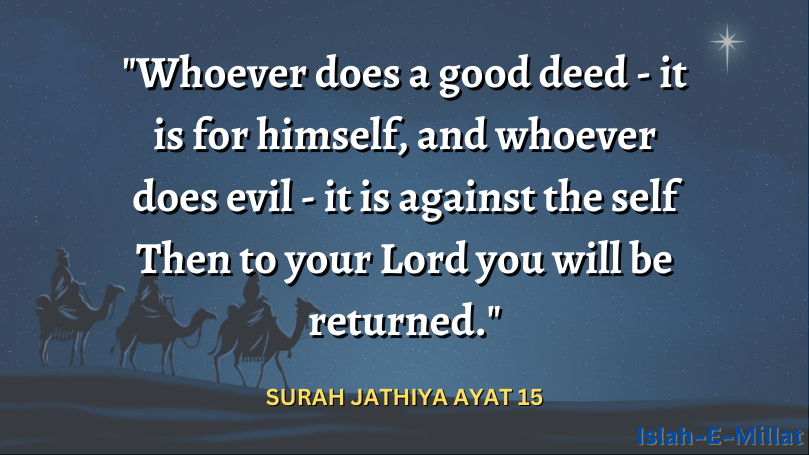 "Whoever does a good deed - it
is for himself, and whoever
does evil - it is against the self
Then to your Lord you will be
returned."
SURAH JATHIYA AYAT 15
Islah-E-Millat